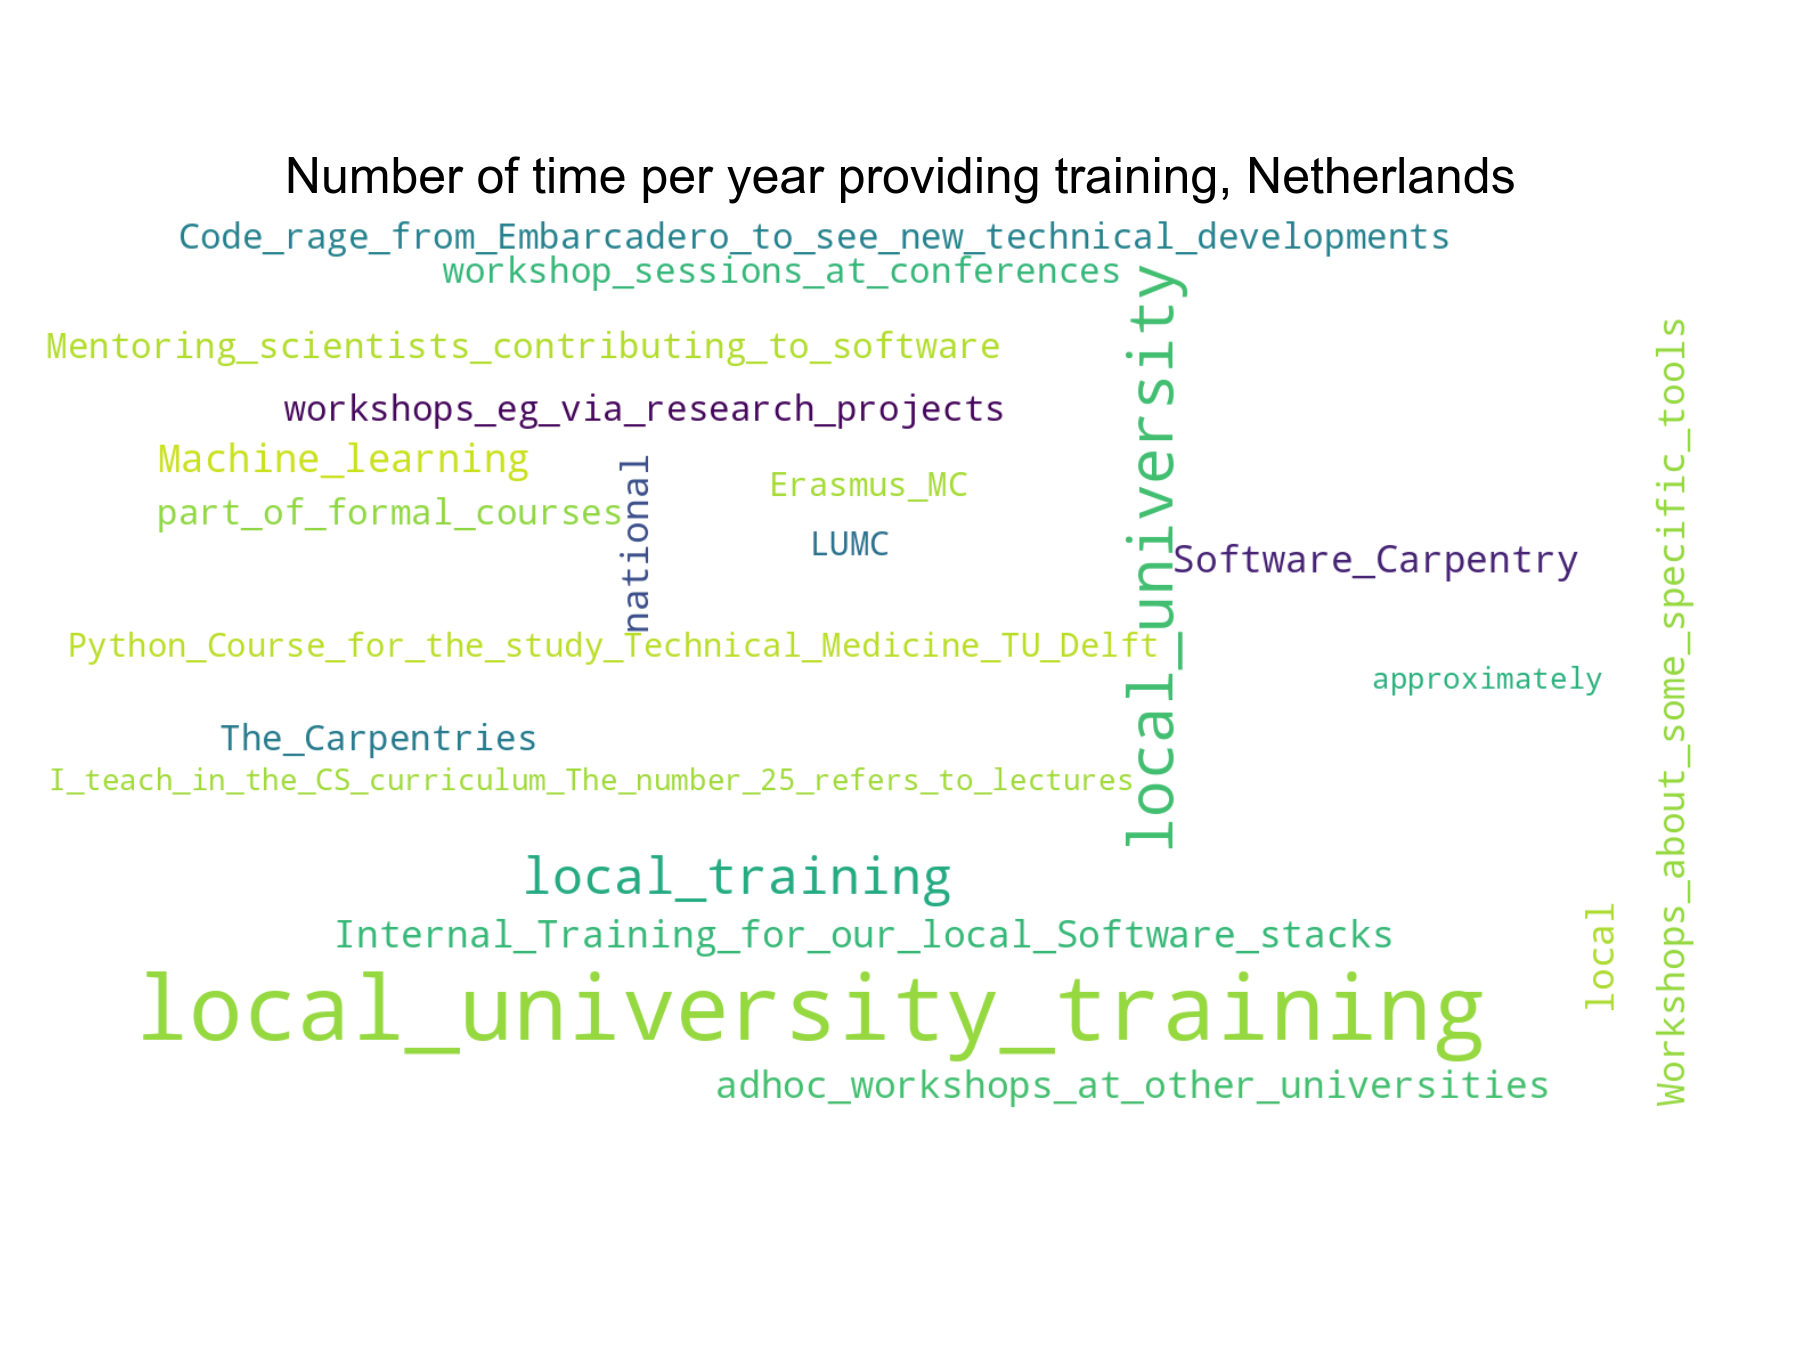 Number of time per year providing training, Netherlands
Code_rage_from_Embarcadero_to_see_new_technical_developments
workshop_sessions_at_conferences
local_university
Workshops_about_some_specific_tools
Mentoring_scientists_contributing_to_software
workshops_eg_via_research_projects
Machine_learning
national
Erasmus_MC
part_of_formal_courses
LUMC
Software_Carpentry
Python_Course_for_the_study_Technical_Medicine_TU_Delft
approximately
The_Carpentries
I_teach_in_the_CS_curriculum_The_number_25_refers_to_lectures
local_training
local
Internal_Training_for_our_local_Software_stacks
local_university_training
adhoc_workshops_at_other_universities